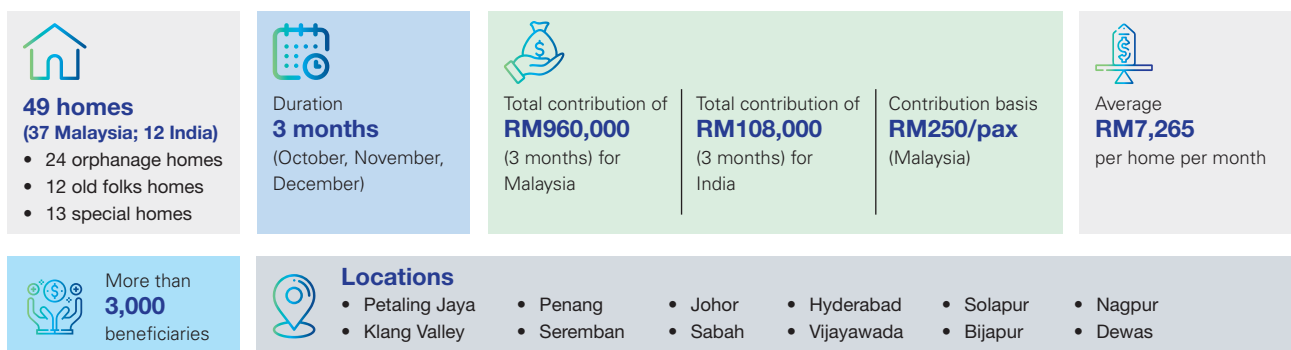 49 homes
(37 Malaysia; 12 India)
• 24 orphanage homes
• 12 old folks homes
• 13 special homes
Duration
3 months
(October, November,
December)
Total contribution of
RM960,000
(3 months) for
Malaysia
Total contribution of
RM108,000
(3 months) for
India
Contribution basis
RM250/pax
(Malaysia)
Average
RM7,265
per home per month
More than
3,000
beneficiaries
Locations
• Petaling Jaya
• Klang Valley
• Penang
• Seremban
• Johor
• Sabah
• Hyderabad
• Vijayawada
• Solapur
• Bijapur
• Nagpur
• Dewas